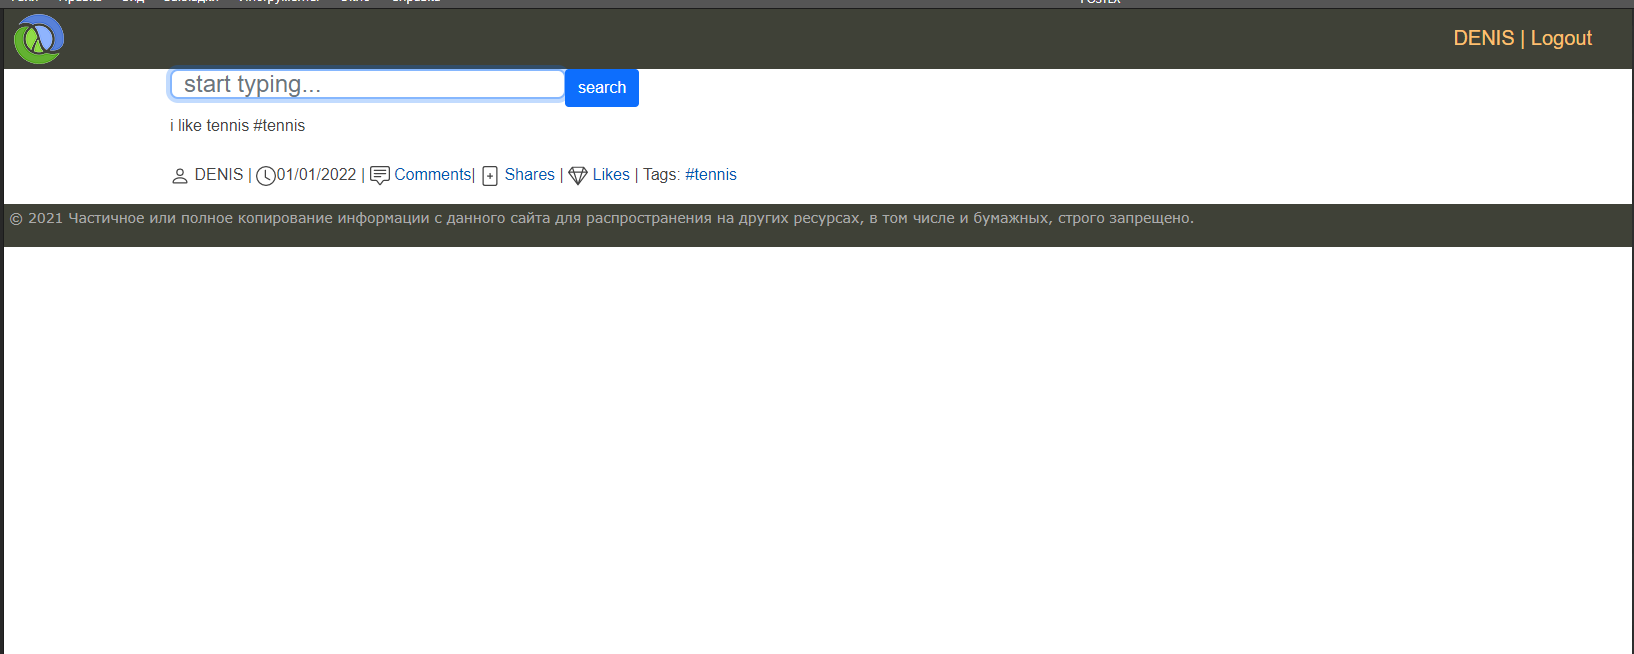 DENIS | Logout
start typing...
search
i like tennis #tennis
DENIS | 01/01/2022 | Comments| Shares | Likes | Tags: #tennis
© 2021 Частичное или полное копирование информации с данного сайта для распространения на других ресурсах, в том числе и бумажных, строго запрещено.